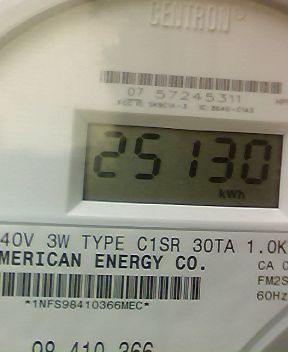 CENTRON®
07 57245311
25130
kWh
40V 3W TYPE C1SR 30TA 1.0K
MERICAN ENERGY CO.
CA 0
FM2S
60Hz
*1NFS98410366MEC*
98 410 366